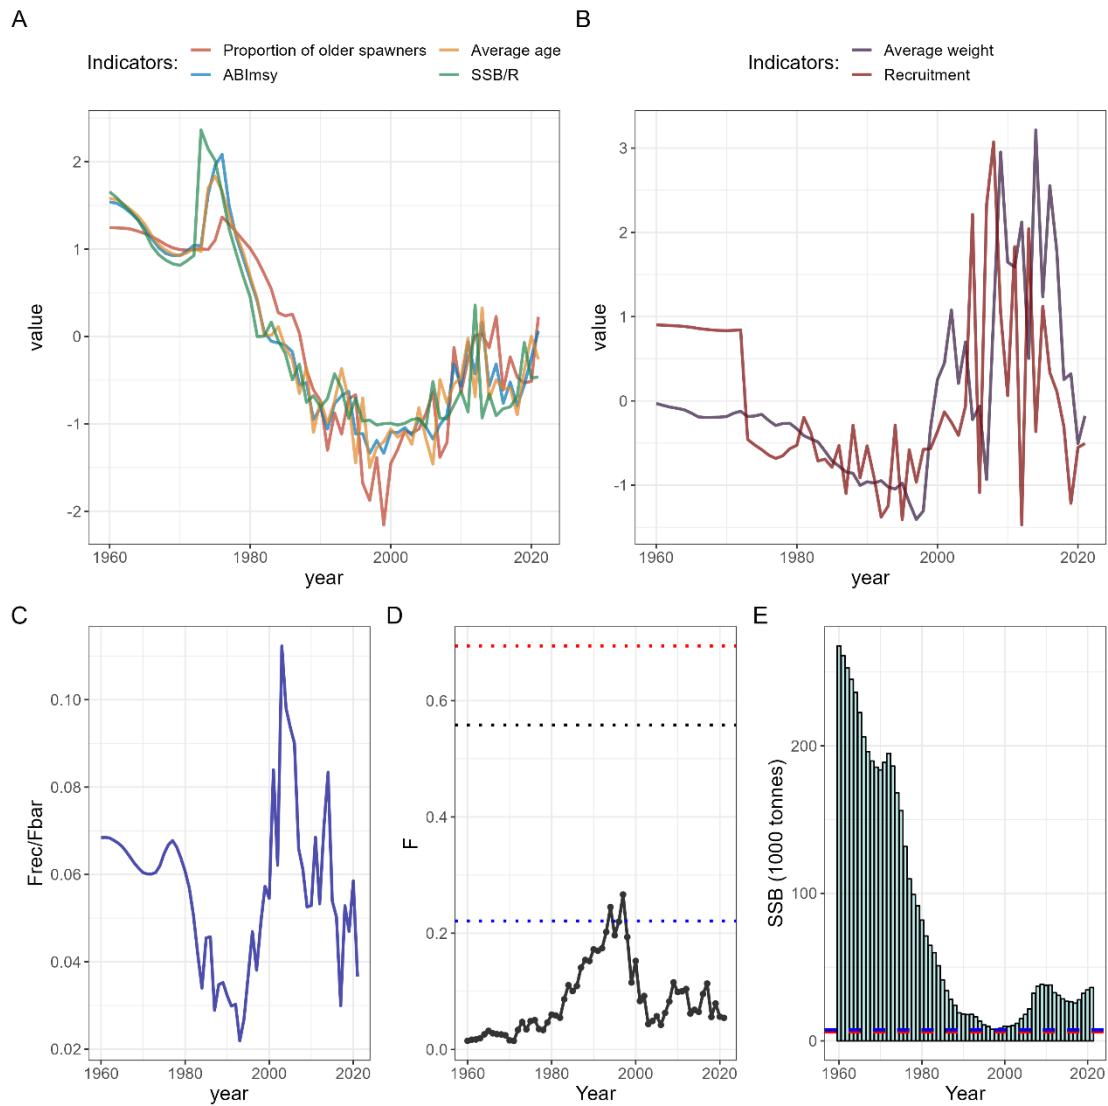 A
Indicators:
Proportion of older spawners
Average age
ABImsy
SSB/R
value
2
1
0
-1
-2
1960
1980
2000
2020
year
B
Indicators:
Average weight
Recruitment
value
3
2
1
0
-1
1960
1980
2000
2020
year
C
Frec/Fbar
0.10
0.08
0.06
0.04
0.02
1960
1980
2000
2020
year
D
F
0.6
0.4
0.2
0.0
1960
1980
2000
2020
Year
E
SSB (1000 tonnes)
200
100
0
1960
1980
2000
2020
Year